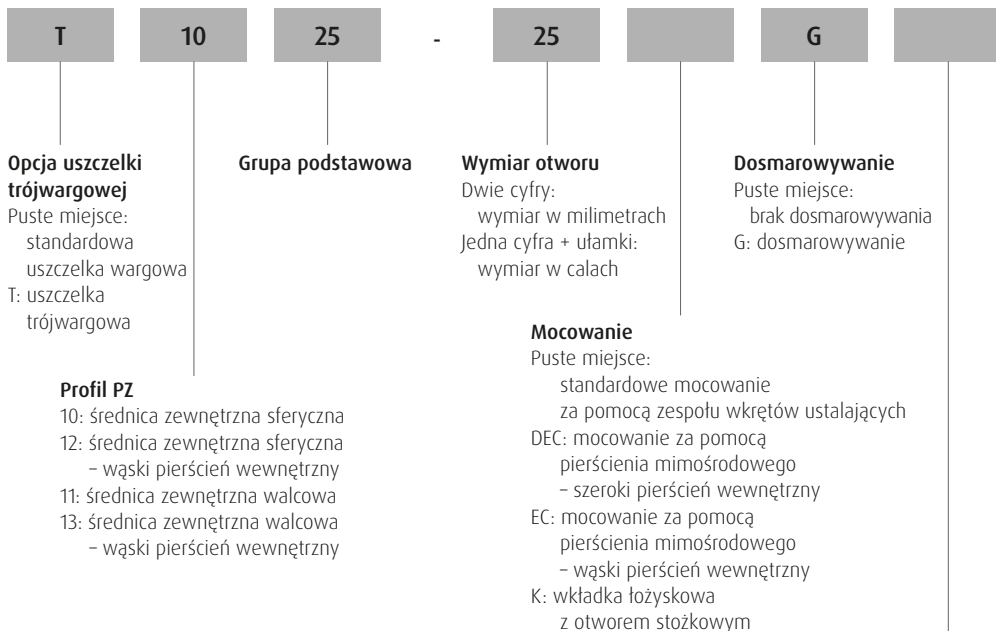 T 10 25 - 25 G
Opcja uszczelki
trójwargowej
Puste miejsce:
standardowa
uszczelka wargowa
T: uszczelka
trójwargowa
Grupa podstawowa
Wymiar otworu
Dwie cyfry:
wymiar w milimetrach
Jedna cyfra + ułamki:
wymiar w calach
Dosmarowywanie
Puste miejsce:
brak dosmarowywania
G: dosmarowywanie
Profil PZ
10: średnica zewnętrzna sferyczna
12: średnica zewnętrzna sferyczna
– wąski pierścień wewnętrzny
11: średnica zewnętrzna walcowa
13: średnica zewnętrzna walcowa
– wąski pierścień wewnętrzny
Mocowanie
Puste miejsce:
standardowe mocowanie
za pomocą zespołu wkrętów ustalających
DEC: mocowanie za pomocą
pierścienia mimośrodowego
– szeroki pierścień wewnętrzny
EC: mocowanie za pomocą
pierścienia mimośrodowego
– wąski pierścień wewnętrzny
K: wkładka łożyskowa
z otworem stożkowym